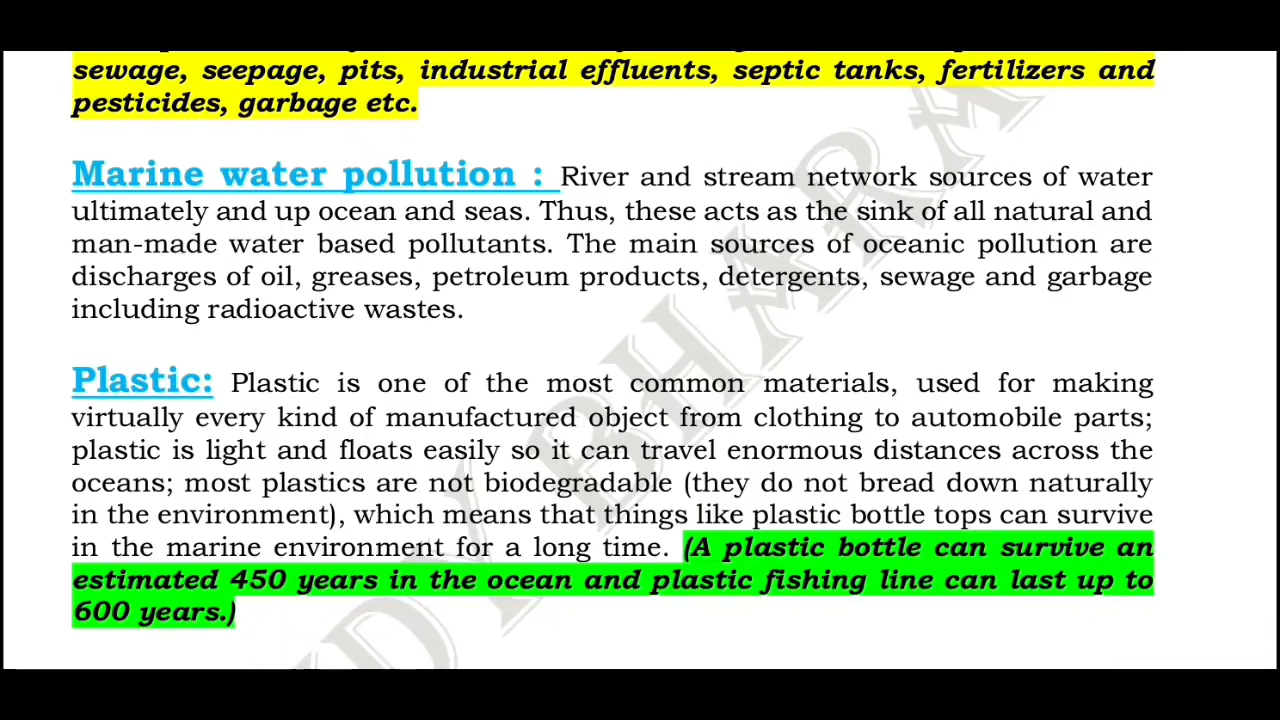 sewage, seepage, pits, industrial effluents, septic tanks, fertilizers and
pesticides, garbage etc.
Marine water pollution : River and stream network sources of water
ultimately and up ocean and seas. Thus, these acts as the sink of all natural and
man-made water based pollutants. The main sources of oceanic pollution are
discharges of oil, greases, petroleum products, detergents, sewage and garbage
including radioactive wastes.
Plastic: Plastic is one of the most common materials, used for making
virtually every kind of manufactured object from clothing to automobile parts;
plastic is light and floats easily so it can travel enormous distances across the
oceans; most plastics are not biodegradable (they do not bread down naturally
in the environment), which means that things like plastic bottle tops can survive
in the marine environment for a long time. (A plastic bottle can survive an
estimated 450 years in the ocean and plastic fishing line can last up to
600 years.)